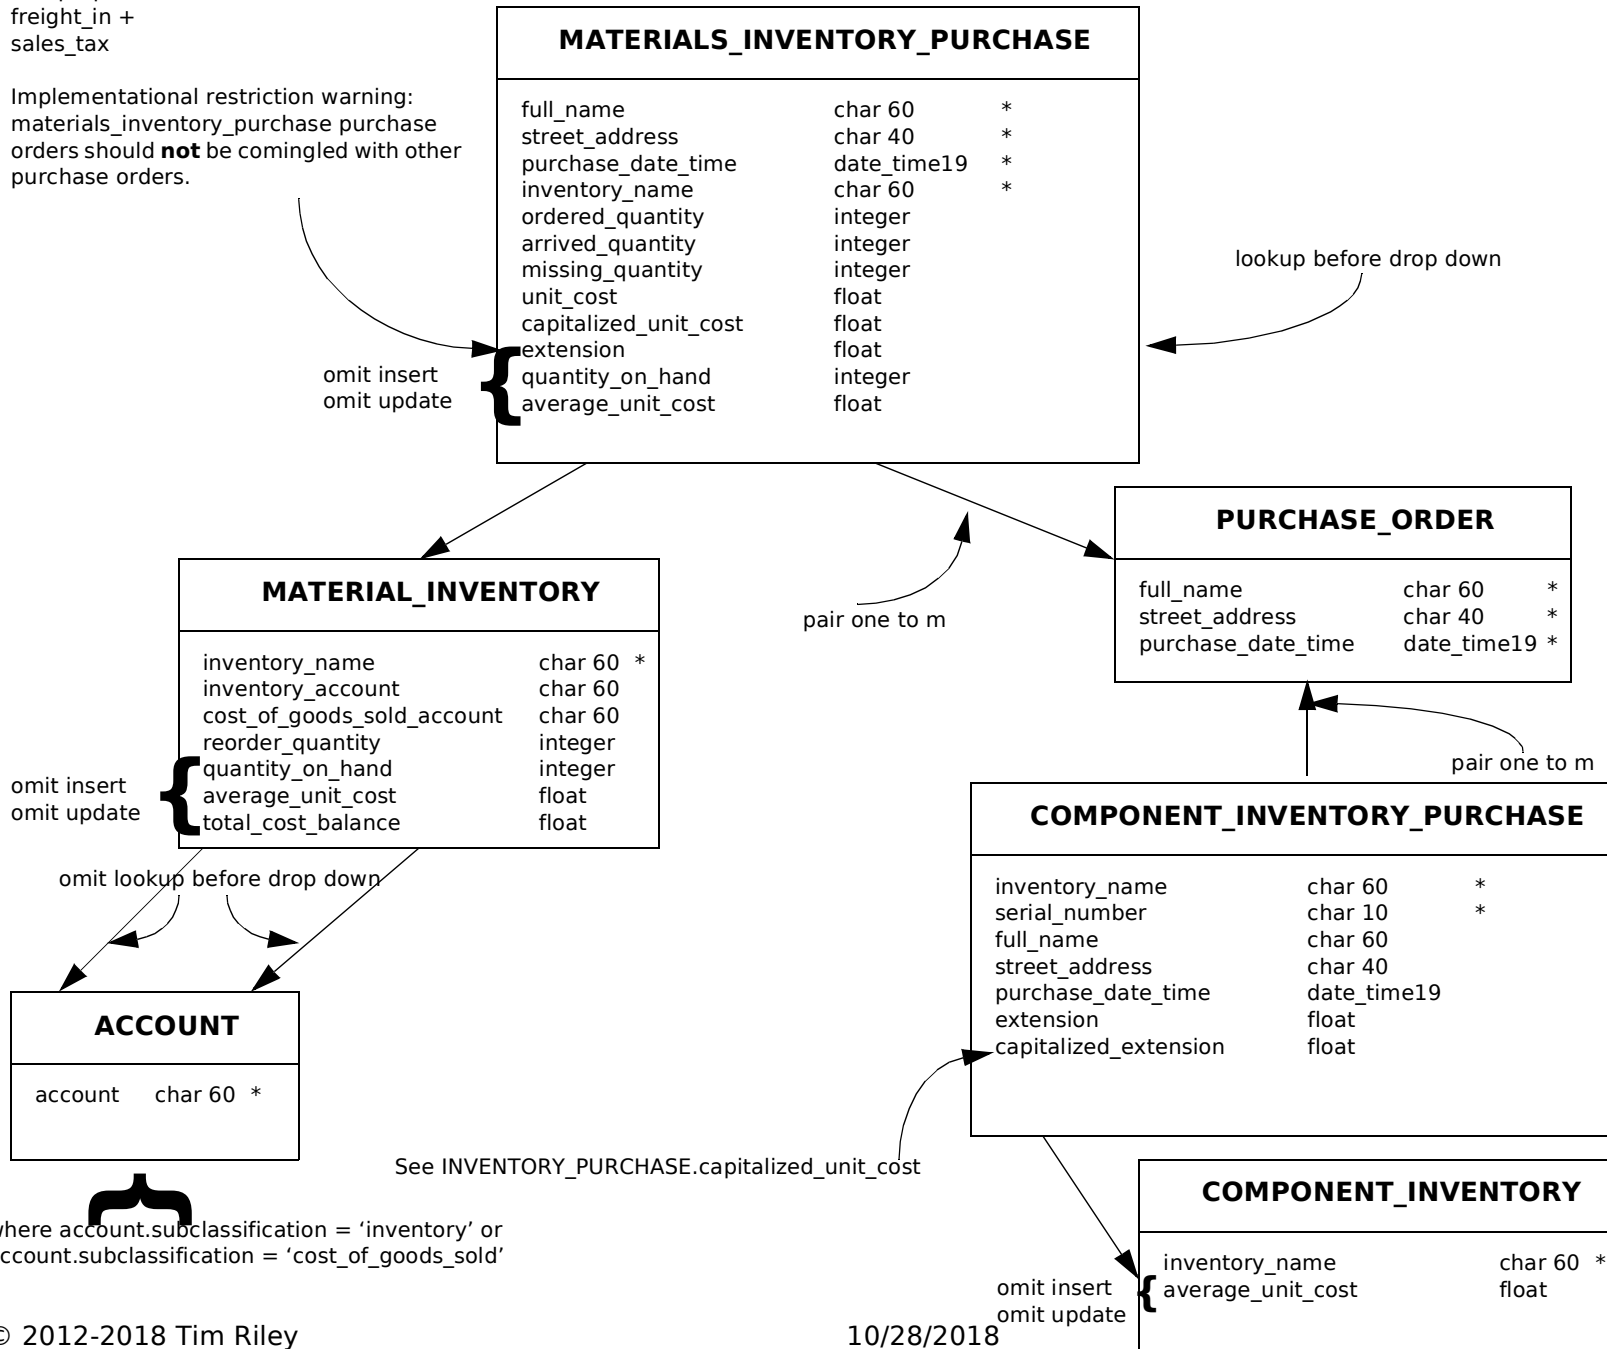 freight_in +
sales_tax
Implementational restriction warning:
materials_inventory_purchase purchase
orders should not be comingled with other
purchase orders.
MATERIALS_INVENTORY_PURCHASE
full_name char 60 *
street_address char 40 *
purchase_date_time date_time19 *
inventory_name char 60 *
ordered_quantity integer
arrived_quantity integer
missing_quantity integer
unit_cost float
capitalized_unit_cost float
extension float
quantity_on_hand integer
average_unit_cost float
omit insert
omit update
lookup before drop down
PURCHASE_ORDER
full_name char 60 *
street_address char 40 *
purchase_date_time date_time19 *
pair one to m
MATERIAL_INVENTORY
inventory_name char 60 *
inventory_account char 60
cost_of_goods_sold_account char 60
reorder_quantity integer
quantity_on_hand integer
average_unit_cost float
total_cost_balance float
omit insert
omit update
pair one to m
omit lookup before drop down
COMPONENT_INVENTORY_PURCHASE
inventory_name char 60 *
serial_number char 10 *
full_name char 60
street_address char 40
purchase_date_time date_time19
extension float
capitalized_extension float
ACCOUNT
account char 60 *
See INVENTORY_PURCHASE.capitalized_unit_cost
where account.subclassification = ‘inventory’ or
account.subclassification = ‘cost_of_goods_sold’
COMPONENT_INVENTORY
inventory_name char 60 *
average_unit_cost float
omit insert
omit update
© 2012-2018 Tim Riley
10/28/2018